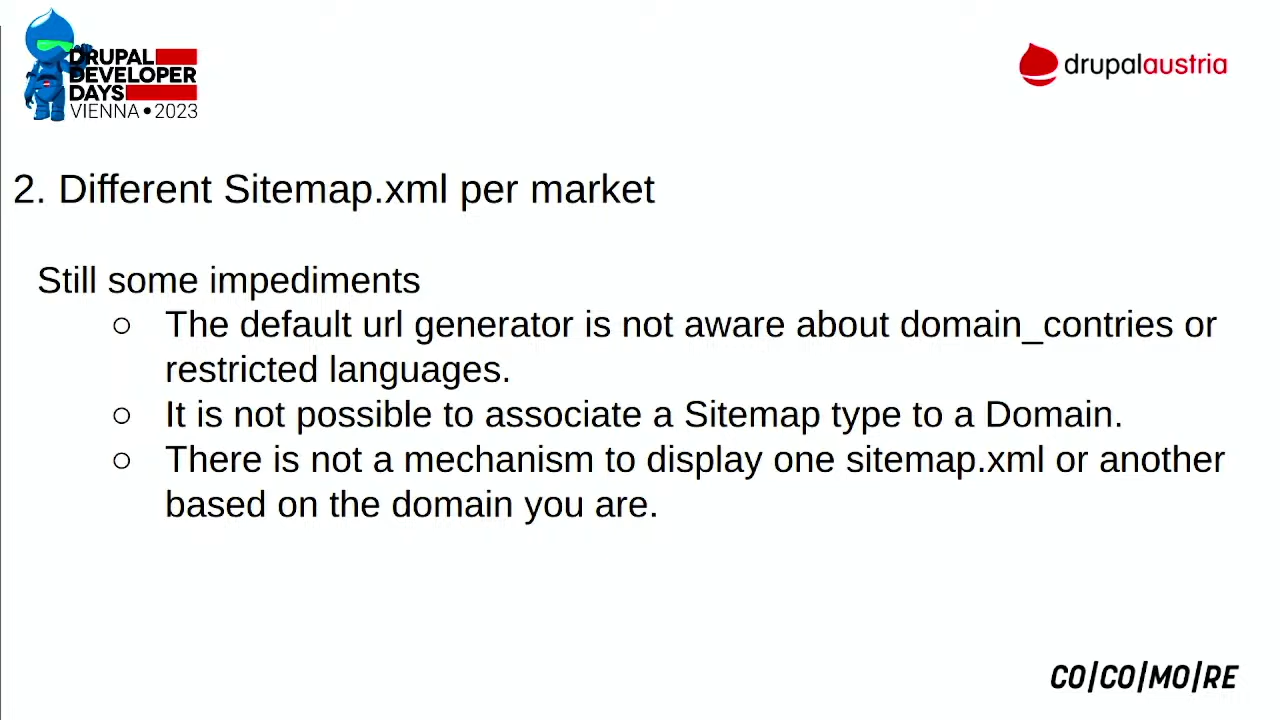 DRUPAL
DEVELOPER
DAYS
VIENNA • 2023
drupalaustria
2. Different Sitemap.xml per market
Still some impediments
○ The default url generator is not aware about domain_contries or
restricted languages.
○ It is not possible to associate a Sitemap type to a Domain.
○ There is not a mechanism to display one sitemap.xml or another
based on the domain you are.
CO|CO|MO|RE